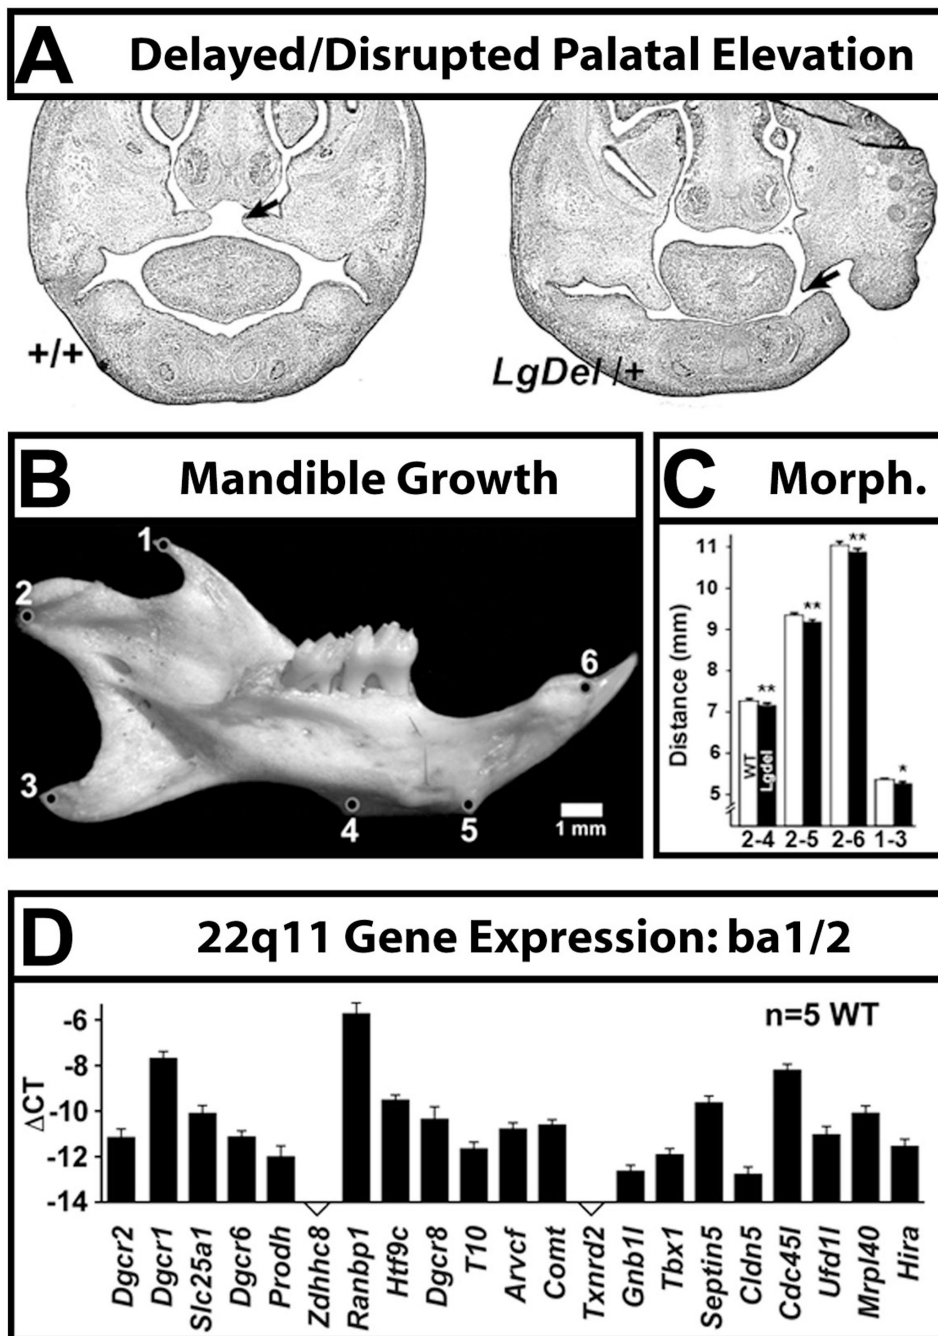 A Delayed/Disrupted Palatal Elevation
+/+
LgDel /+
B Mandible Growth
1
2
3
4
5
6
1 mm
C Morph.
Distance (mm)
11
10
9
8
7
6
5
**
**
**
*
WT
Lgdel
2-4 2-5 2-6 1-3
D 22q11 Gene Expression: ba1/2
n=5 WT
ΔCT
-6
-8
-10
-12
-14
Dgcr2
Dgcr1
Slc25a1
Dgcr6
Prodh
Zdhhc8
Ranbp1
Htf9c
Dgcr8
T10
Arvcf
Comt
Txnrd2
Gnb1l
Tbx1
Septin5
Cldn5
Cdc45l
Ufd1l
Mrpl40
Hira